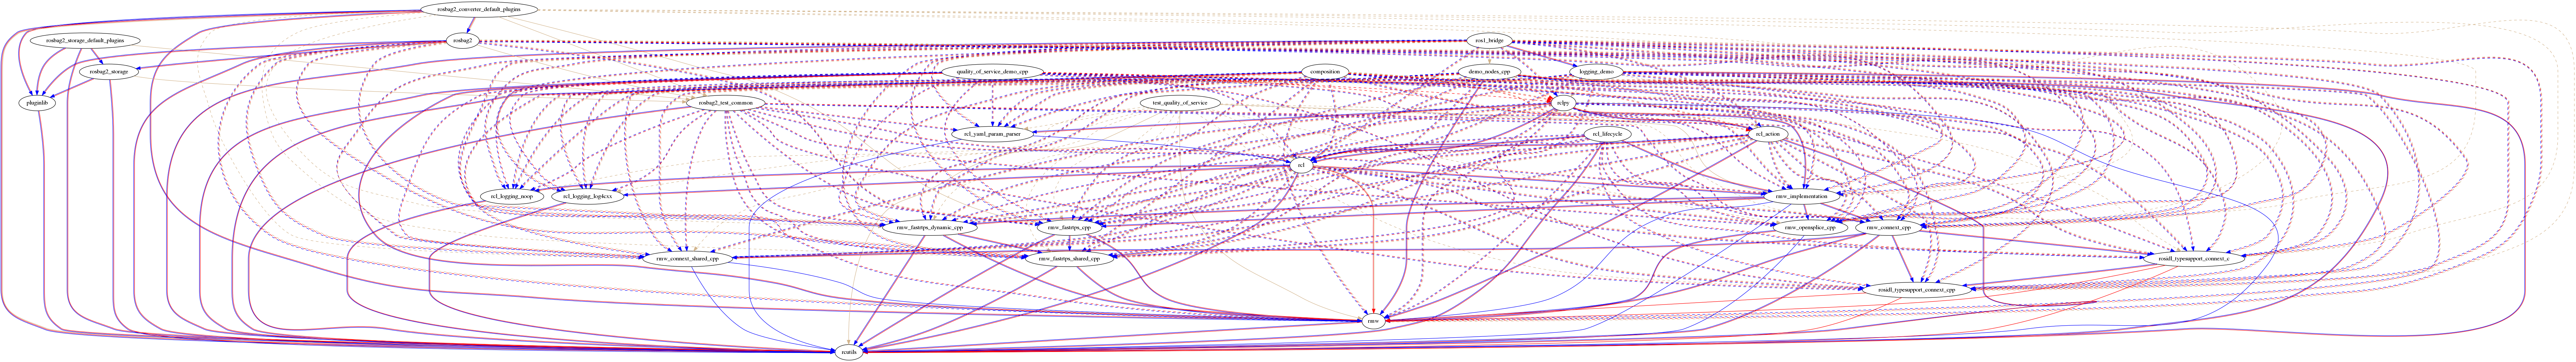 rosbag2_converter_default_plugins
rosbag2_storage_default_plugins
rosbag2
ros1_bridge
rosbag2_storage
quality_of_service_demo_cpp
composition
demo_nodes_cpp
logging_demo
pluginlib
rosbag2_test_common
test_quality_of_service
rclpy
rcl_yaml_param_parser
rcl_lifecycle
rcl_action
rcl
rcl_logging_noop
rcl_logging_log4cxx
rmw_implementation
rmw_fastrtps_dynamic_cpp
rmw_fastrtps_cpp
rmw_opensplice_cpp
rmw_connext_cpp
rmw_connext_shared_cpp
rmw_fastrtps_shared_cpp
rosidl_typesupport_connext_c
rosidl_typesupport_connext_cpp
rmw
rcutils